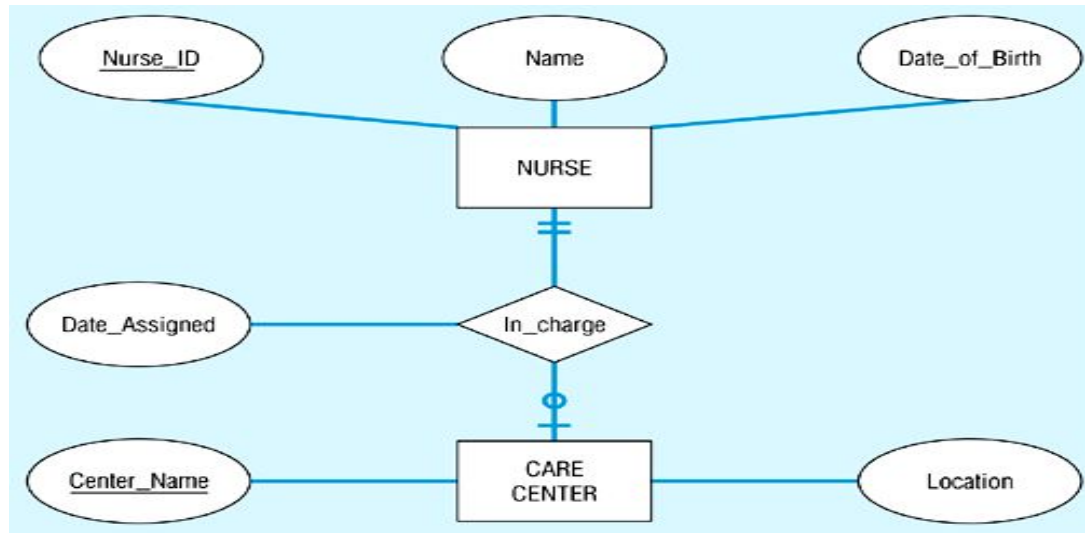 Nurse_ID
Name
Date_of_Birth
NURSE
Date_Assigned
In_charge
Center_Name
CARE
CENTER
Location